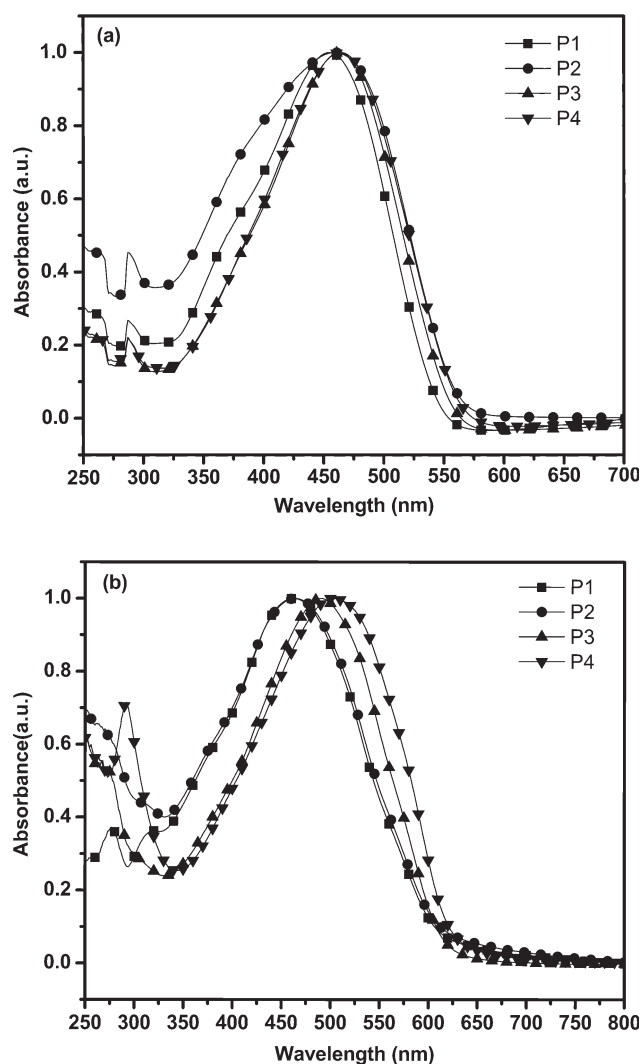 (a)
P1
P2
P3
P4
1.0
0.8
0.6
0.4
0.2
0.0
Absorbance (a.u.)
250 300 350 400 450 500 550 600 650 700
Wavelength (nm)
(b)
P1
P2
P3
P4
1.0
0.8
0.6
0.4
0.2
0.0
Absorbance(a.u.)
250 300 350 400 450 500 550 600 650 700 750 800
Wavelength (nm)